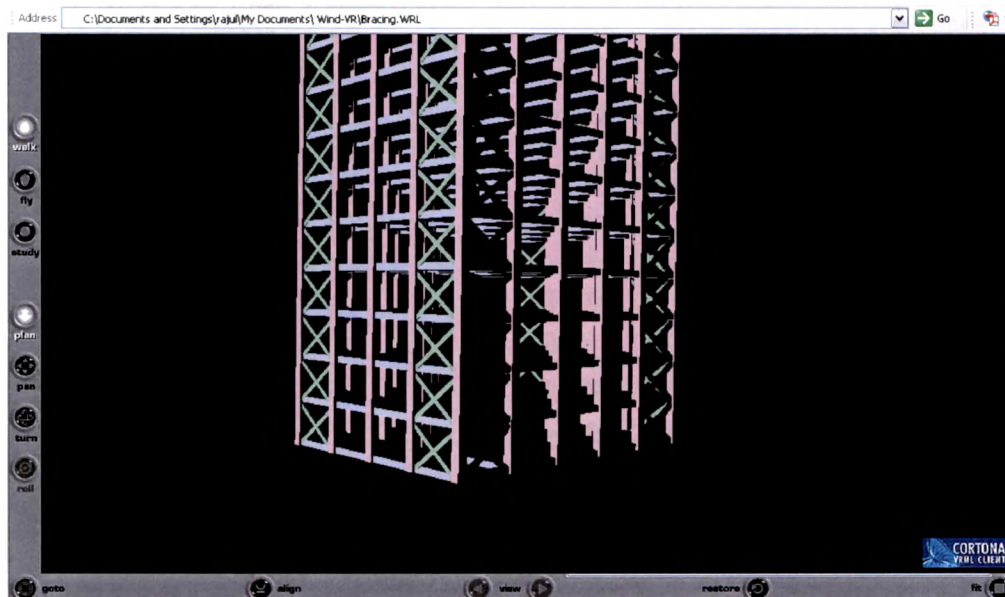 Address C:\Documents and Settings\rajul\My Documents\ Wind-VR\Bracing.WRL Go
walk
fly
study
plan
pan
turn
roll
CORTONA
VRML CLIENT
goto align view restore fit